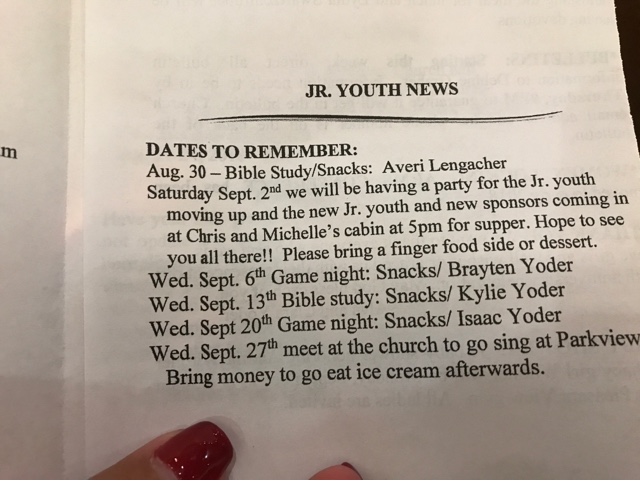 m
JR. YOUTH NEWS
DATES TO REMEMBER:
Aug. 30 – Bible Study/Snacks: Averi Lengacher
Saturday Sept. 2nd we will be having a party for the Jr. youth
moving up and the new Jr. youth and new sponsors coming in
at Chris and Michelle's cabin at 5pm for supper. Hope to see
you all there!! Please bring a finger food side or dessert.
Wed. Sept. 6th Game night: Snacks/ Brayten Yoder
Wed. Sept. 13th Bible study: Snacks/ Kylie Yoder
Wed. Sept 20th Game night: Snacks/ Isaac Yoder
Wed. Sept. 27th meet at the church to go sing at Parkview
Bring money to go eat ice cream afterwards.